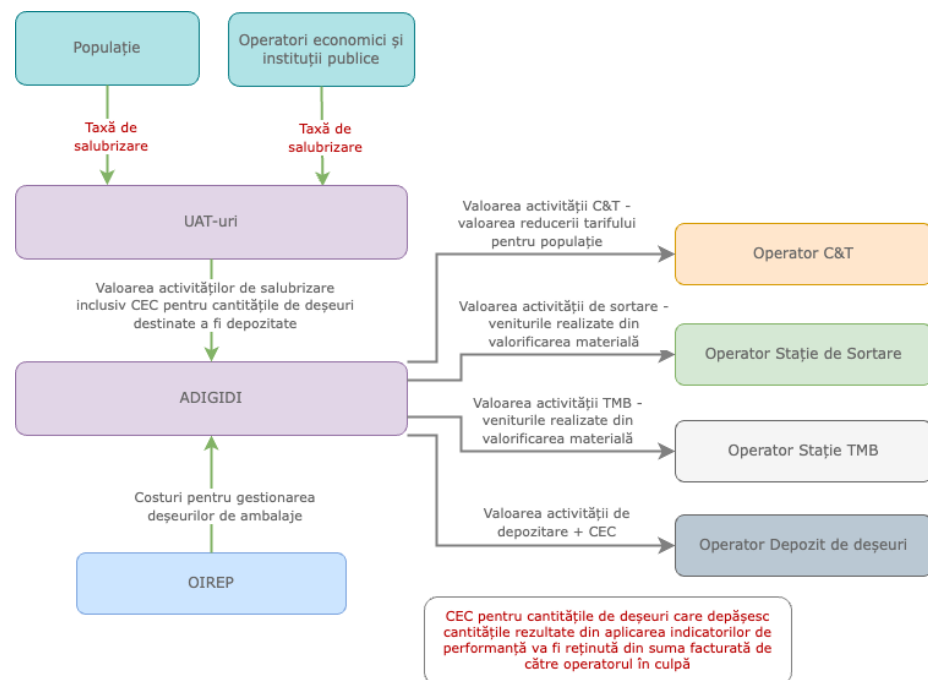 Populație
Operatori economici și
instituții publice
Taxă de
salubrizare
Taxă de
salubrizare
UAT-uri
Valoarea activităților de salubrizare
inclusiv CEC pentru cantitățile de deșeuri
destinate a fi depozitate
ADIGIDI
Costuri pentru gestionarea
deșeurilor de ambalaje
OIREP
Valoarea activității C&T -
valoarea reducerii tarifului
pentru populație
Operator C&T
Valoarea activității de sortare -
veniturile realizate din
valorificarea materială
Operator Stație de Sortare
Valoarea activității TMB -
veniturile realizate din
valorificarea materială
Operator Stație TMB
Valoarea activității de
depozitare + CEC
Operator Depozit de deșeuri
CEC pentru cantitățile de deșeuri care depășesc
cantitățile rezultate din aplicarea indicatorilor de
performanță va fi reținută din suma facturată de
către operatorul în culpă